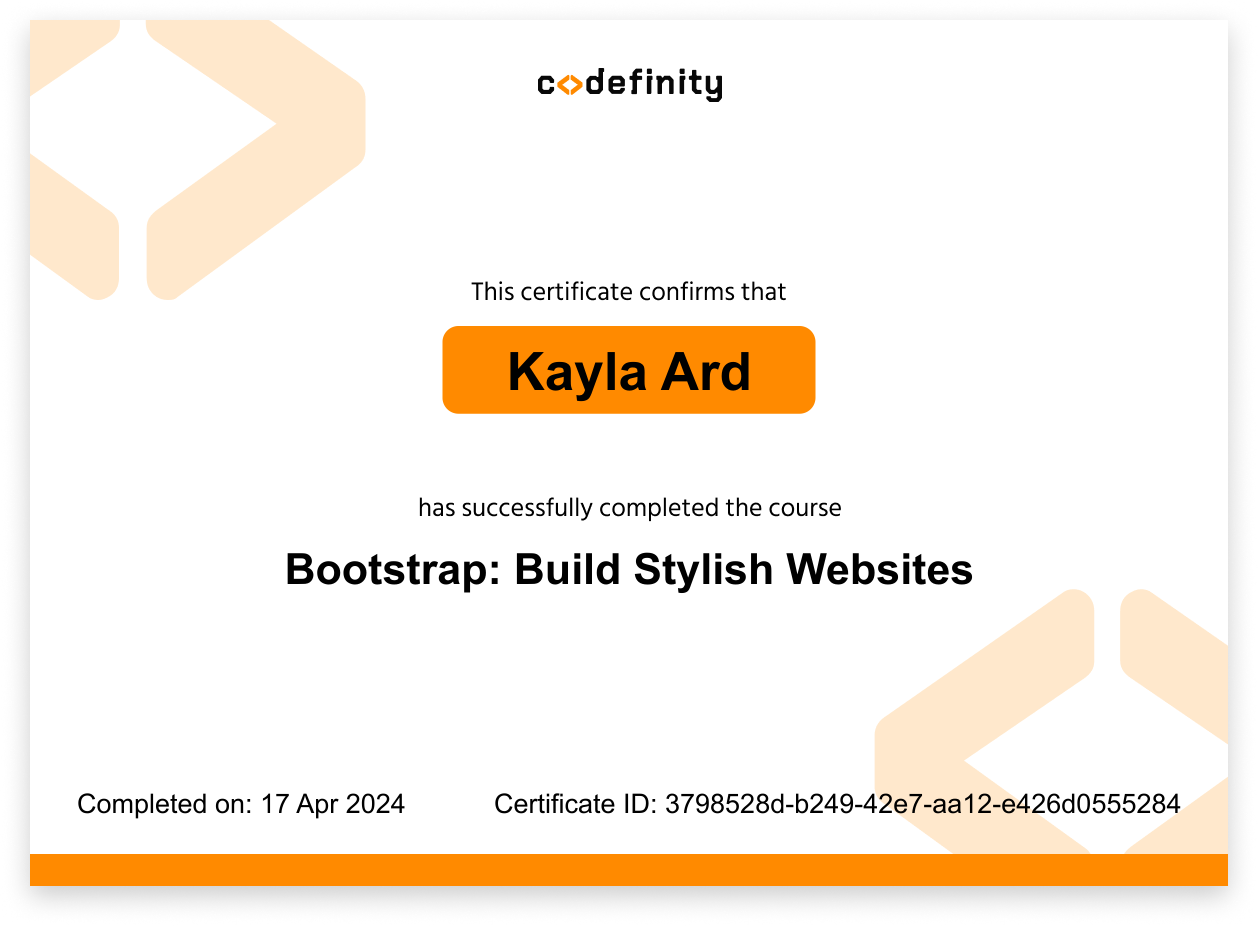 codefinity
This certificate confirms that
Kayla Ard
has successfully completed the course
Bootstrap: Build Stylish Websites
Completed on: 17 Apr 2024
Certificate ID: 3798528d-b249-42e7-aa12-e426d0555284